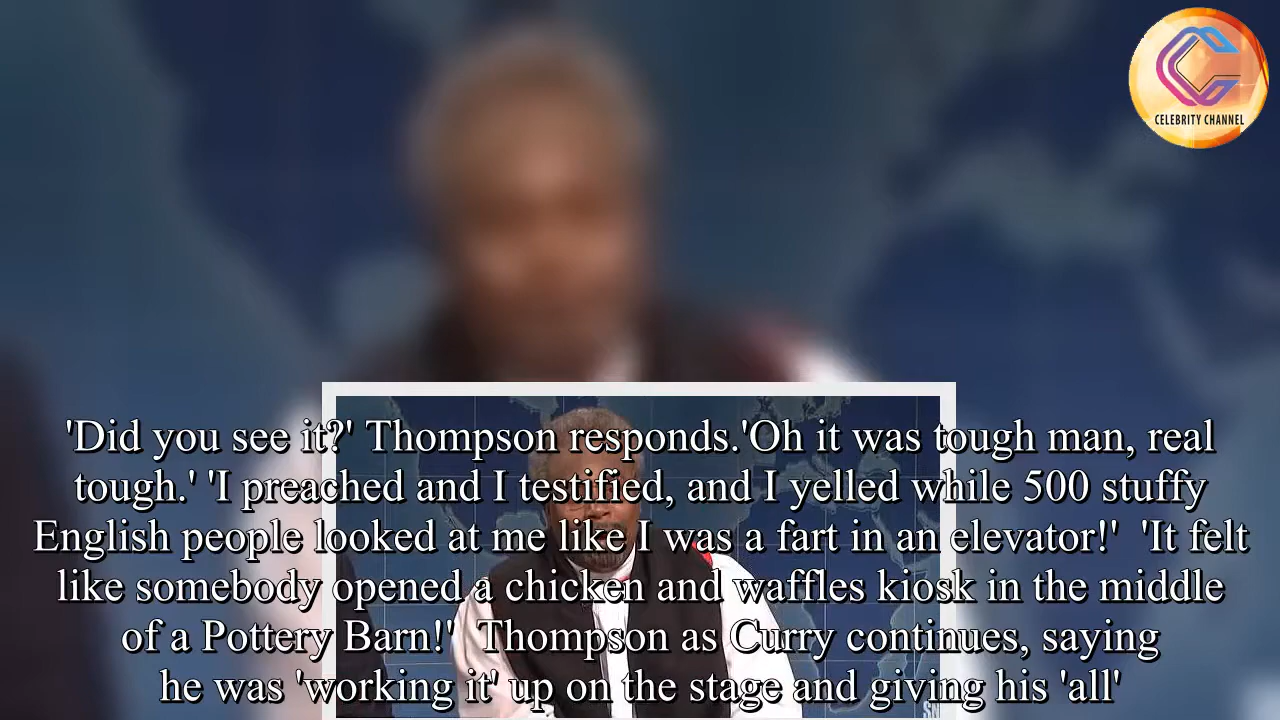 CELEBRITY CHANNEL
'Did you see it?' Thompson responds.'Oh it was tough man, real
tough.' 'I preached and I testified, and I yelled while 500 stuffy
English people looked at me like I was a fart in an elevator!'  'It felt
like somebody opened a chicken and waffles kiosk in the middle
of a Pottery Barn!'  Thompson as Curry continues, saying
he was 'working it' up on the stage and giving his 'all'